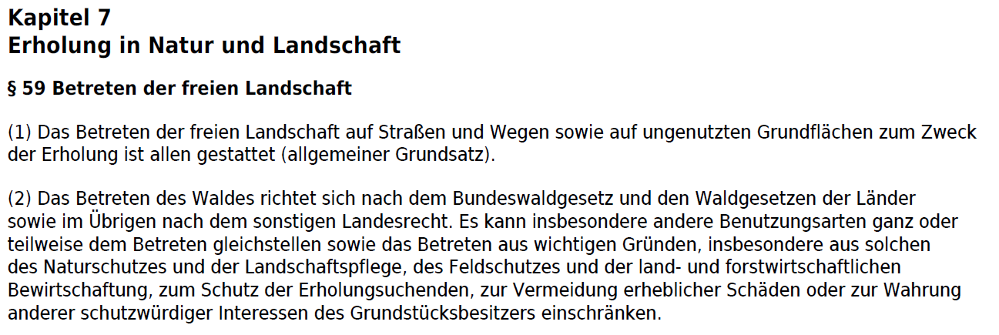 Kapitel 7
Erholung in Natur und Landschaft
§ 59 Betreten der freien Landschaft
(1) Das Betreten der freien Landschaft auf Straßen und Wegen sowie auf ungenutzten Grundflächen zum Zweck
der Erholung ist allen gestattet (allgemeiner Grundsatz).
(2) Das Betreten des Waldes richtet sich nach dem Bundeswaldgesetz und den Waldgesetzen der Länder
sowie im Übrigen nach dem sonstigen Landesrecht. Es kann insbesondere andere Benutzungsarten ganz oder
teilweise dem Betreten gleichstellen sowie das Betreten aus wichtigen Gründen, insbesondere aus solchen
des Naturschutzes und der Landschaftspflege, des Feldschutzes und der land- und forstwirtschaftlichen
Bewirtschaftung, zum Schutz der Erholungsuchenden, zur Vermeidung erheblicher Schäden oder zur Wahrung
anderer schutzwürdiger Interessen des Grundstücksbesitzers einschränken.